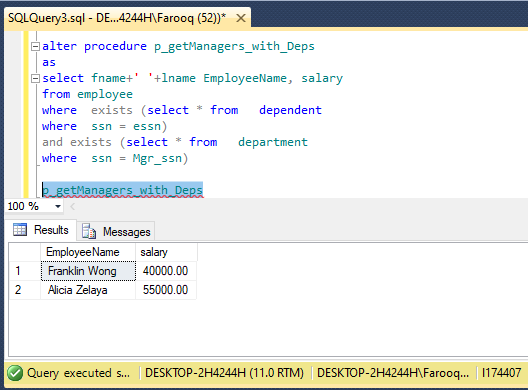 SQLQuery3.sql - DE...4244H\Farooq (52))*
alter procedure p_getManagers_with_Deps
as
select fname+' '+lname EmployeeName, salary
from employee
where exists (select * from dependent
where ssn = essn)
and exists (select * from department
where ssn = Mgr_ssn)
p_getManagers_with_Deps
100 %
Results Messages
EmployeeName salary
1 Franklin Wong 40000.00
2 Alicia Zelaya 55000.00
Query executed s... DESKTOP-2H4244H (11.0 RTM) DESKTOP-2H4244H\Farooq... I174407